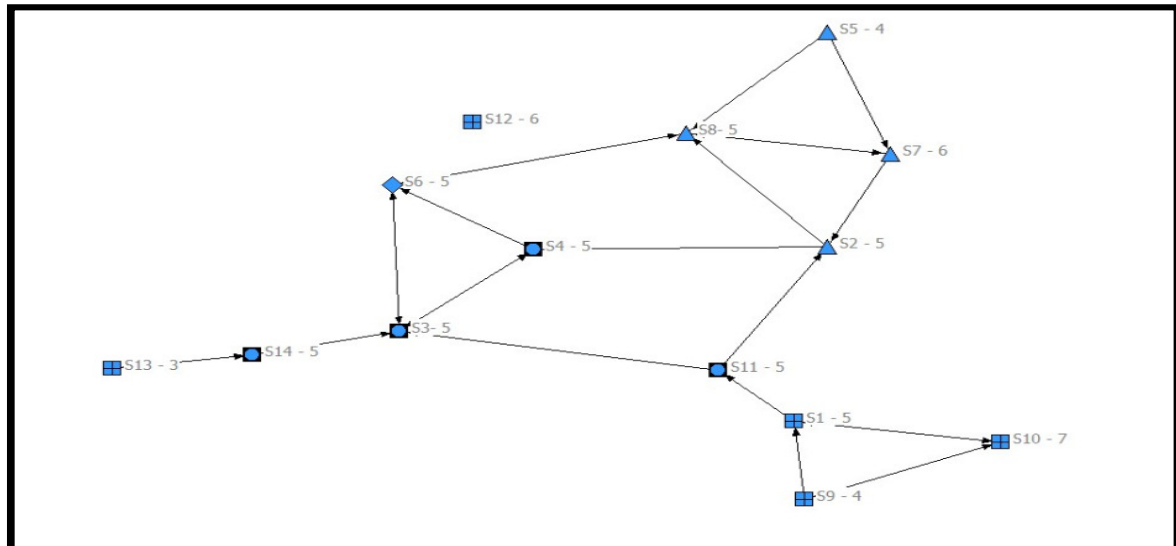 S5 - 4
S12 - 6
S8- 5
S7 - 6
S6 - 5
S4 - 5
S2 - 5
S3- 5
S14 - 5
S13 - 3
S11 - 5
S1 - 5
S10 - 7
S9 - 4